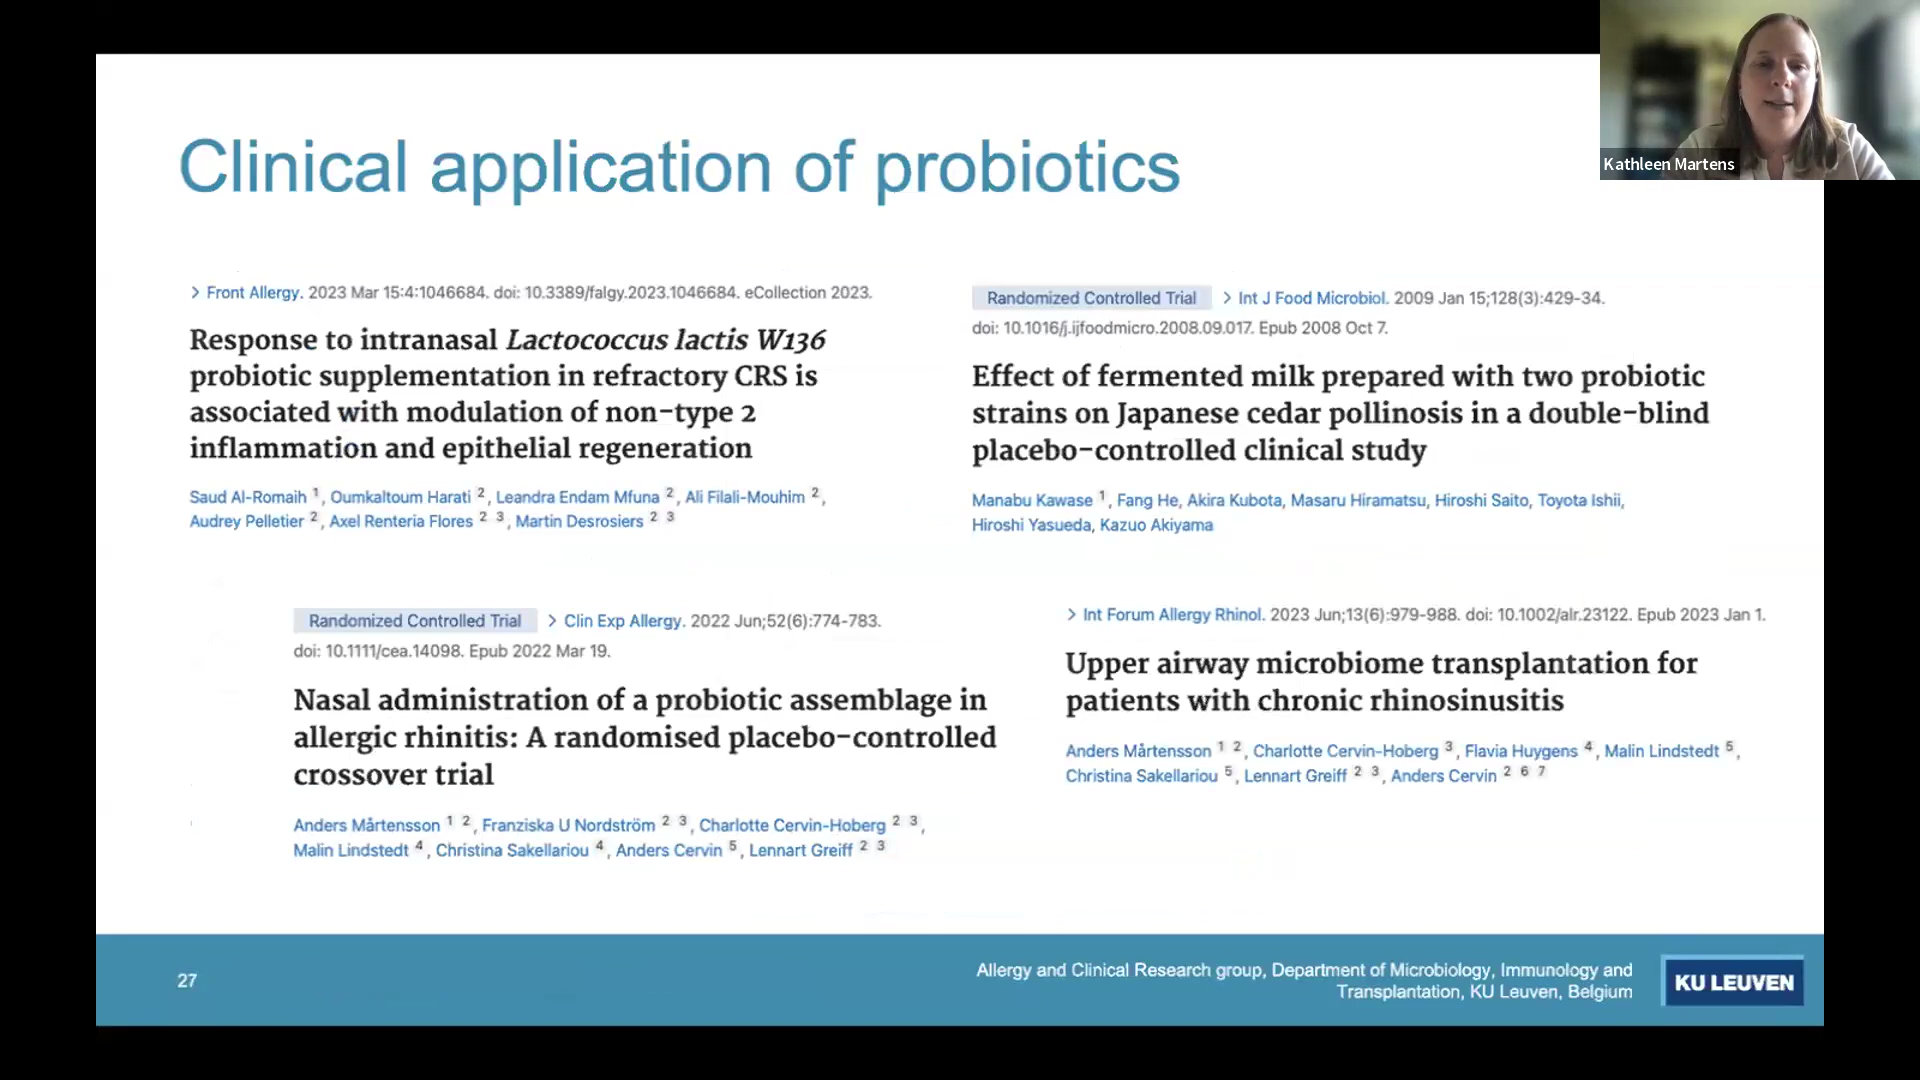 Clinical application of probiotics
Kathleen Martens
> Front Allergy. 2023 Mar 15:4:1046684. doi: 10.3389/falgy.2023.1046684. eCollection 2023.
Response to intranasal Lactococcus lactis W136
probiotic supplementation in refractory CRS is
associated with modulation of non-type 2
inflammation and epithelial regeneration
Saud Al-Romaih 1, Oumkaltoum Harati 2, Leandra Endam Mfuna 2, Ali Filali-Mouhim 2,
Audrey Pelletier 2, Axel Renteria Flores 2 3, Martin Desrosiers 2 3
Randomized Controlled Trial > Int J Food Microbiol. 2009 Jan 15;128(3):429-34.
doi: 10.1016/j.ijfoodmicro.2008.09.017. Epub 2008 Oct 7.
Effect of fermented milk prepared with two probiotic
strains on Japanese cedar pollinosis in a double-blind
placebo-controlled clinical study
Manabu Kawase 1, Fang He, Akira Kubota, Masaru Hiramatsu, Hiroshi Saito, Toyota Ishii,
Hiroshi Yasueda, Kazuo Akiyama
Randomized Controlled Trial > Clin Exp Allergy. 2022 Jun;52(6):774-783.
doi: 10.1111/cea.14098. Epub 2022 Mar 19.
Nasal administration of a probiotic assemblage in
allergic rhinitis: A randomised placebo-controlled
crossover trial
Anders Mårtensson 1 2, Franziska U Nordström 2 3, Charlotte Cervin-Hoberg 2 3,
Malin Lindstedt 4, Christina Sakellariou 4, Anders Cervin 5, Lennart Greiff 2 3
> Int Forum Allergy Rhinol. 2023 Jun;13(6):979-988. doi: 10.1002/alr.23122. Epub 2023 Jan 1.
Upper airway microbiome transplantation for
patients with chronic rhinosinusitis
Anders Mårtensson 1 2, Charlotte Cervin-Hoberg 3, Flavia Huygens 4, Malin Lindstedt 5,
Christina Sakellariou 5, Lennart Greiff 2 3, Anders Cervin 2 6 7
27
Allergy and Clinical Research group, Department of Microbiology, Immunology and
Transplantation, KU Leuven, Belgium
KU LEUVEN